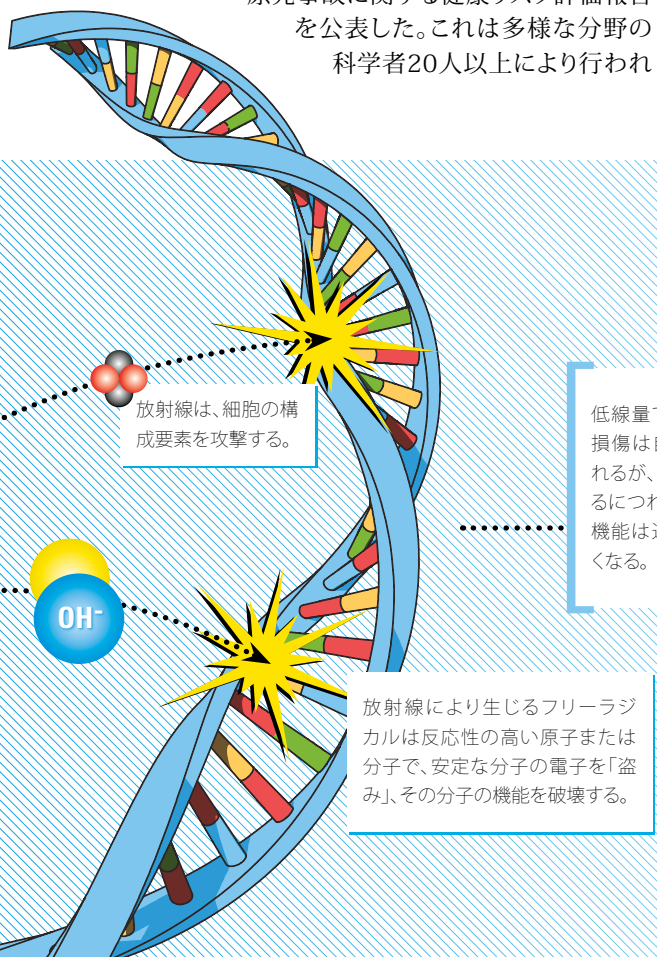 を公表した。これは多様な分野の
科学者20人以上により行われ
放射線は、細胞の構
成要素を攻撃する。
低線量
損傷は
れるが、
るにつれ
機能は
くなる。
OH-
放射線により生じるフリーラジ
カルは反応性の高い原子または
分子で、安定な分子の電子を「盗
み」、その分子の機能を破壊する。